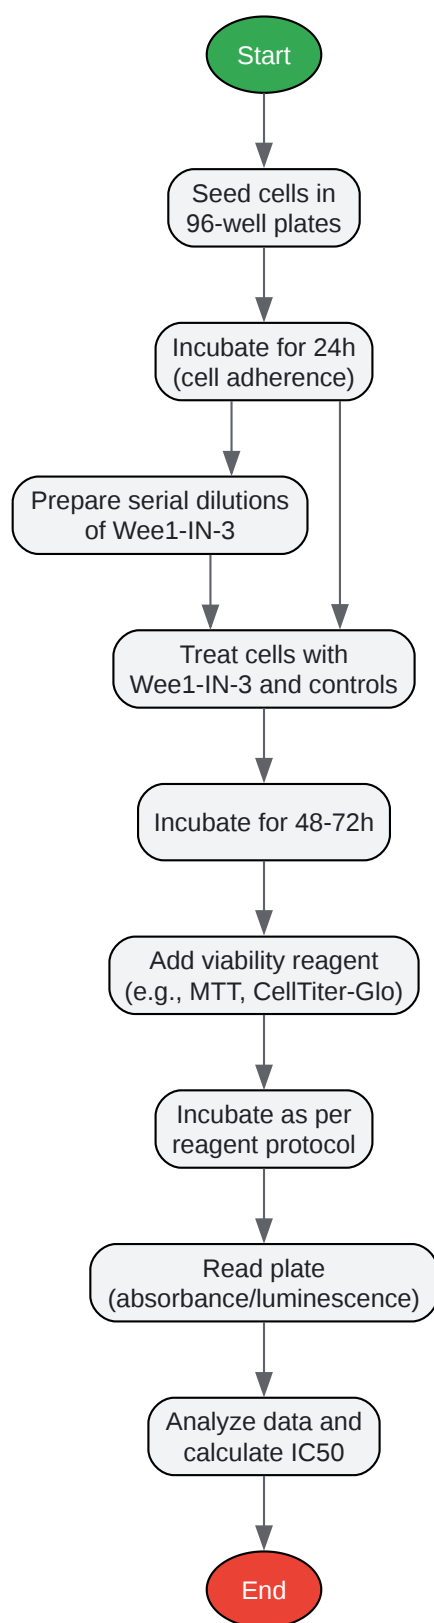 Start
Seed cells in
96-well plates
Incubate for 24h
(cell adherence)
Prepare serial dilutions
of Wee1-IN-3
Treat cells with
Wee1-IN-3 and controls
Incubate for 48-72h
Add viability reagent
(e.g., MTT, CellTiter-Glo)
Incubate as per
reagent protocol
Read plate
(absorbance/luminescence)
Analyze data and
calculate IC50
End